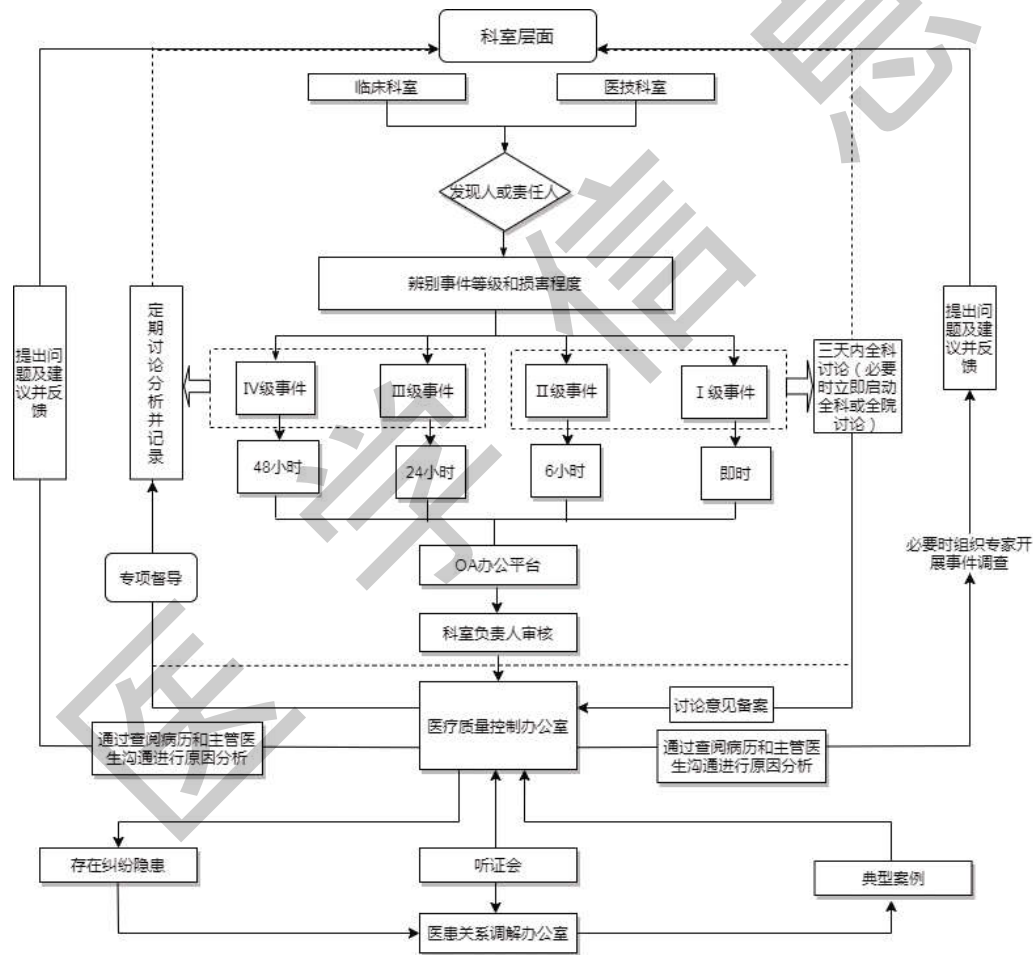 科室层面
临床科室
医技科室
发现人或责任人
辨别事件等级和损害程度
提出问
题及建
议并反
馈
定
期
讨
论
分
析
并
记
录
Ⅳ级事件
Ⅲ级事件
Ⅱ级事件
Ⅰ级事件
三天内全科
讨论（必要
时立即启动
全科或全院
讨论）
提出问
题及建
议并反
馈
48小时
24小时
6小时
即时
OA办公平台
专项督导
必要时组织专家开
展事件调查
科室负责人审核
医疗质量控制办公室
讨论意见备案
通过查阅病历和主管医
生沟通进行原因分析
通过查阅病历和主管医
生沟通进行原因分析
存在纠纷隐患
听证会
典型案例
医患关系调解办公室
医学信息